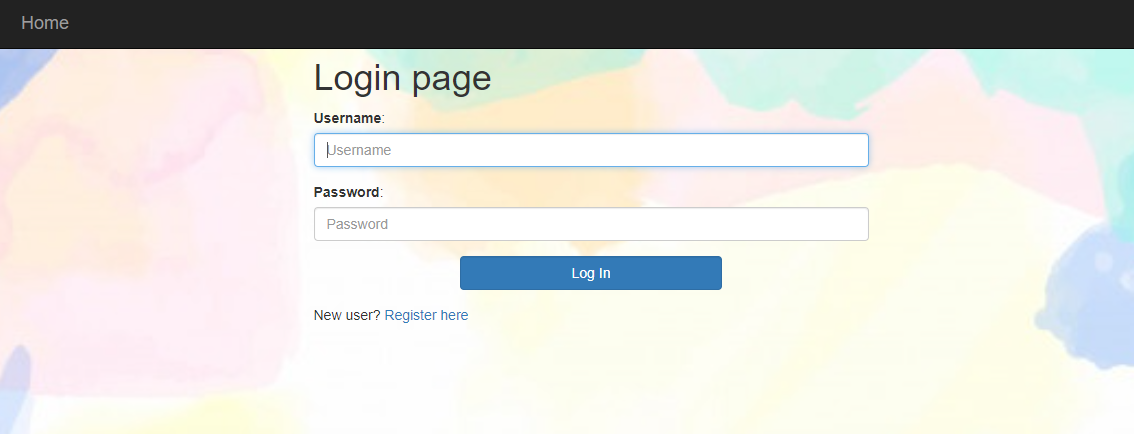 Home
Login page
Username:
Username
Password:
Password
Log In
New user? Register here